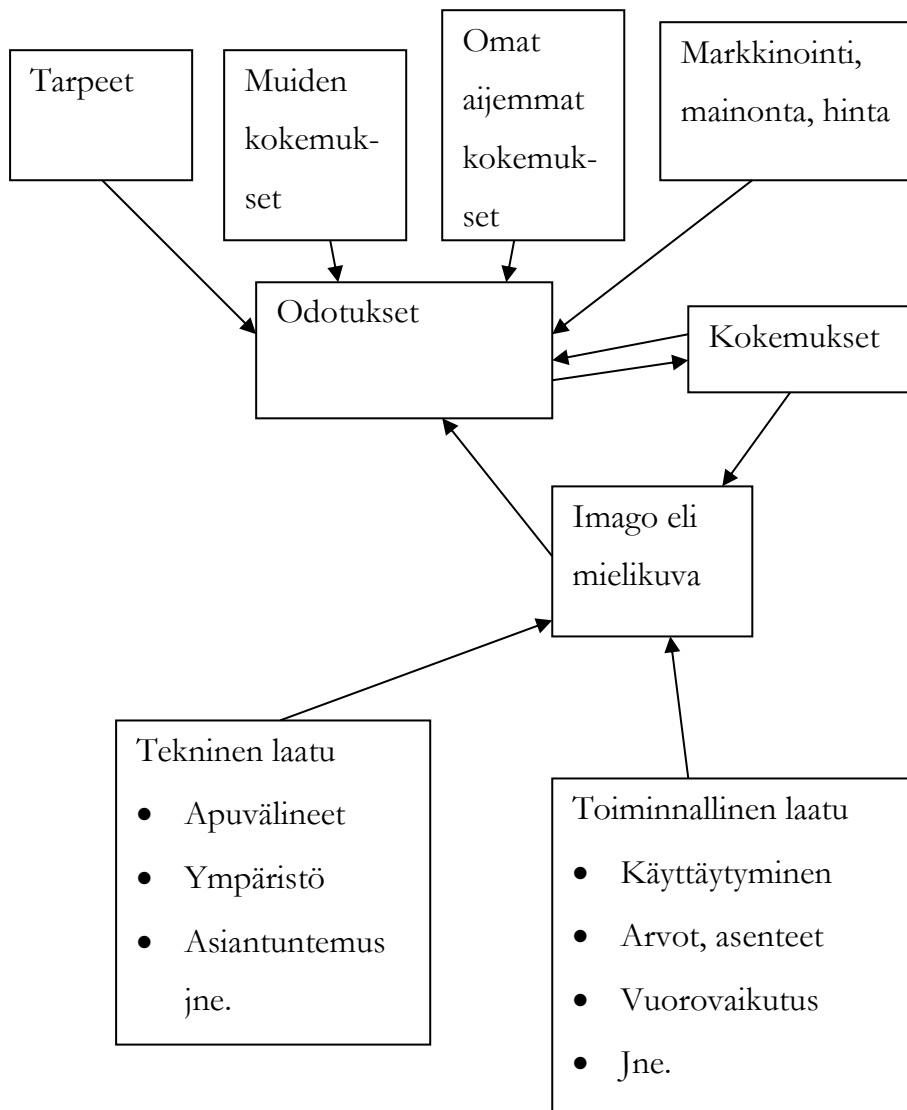 Tarpeet
Muiden
kokemuk-
set
Omat
aijemmat
kokemuk-
set
Markkinointi,
mainonta, hinta
Odotukset
Kokemukset
Imago eli
mielikuva
Tekninen laatu
• Apuvälineet
• Ympäristö
• Asiantuntemus
jne.
Toiminnallinen laatu
• Käyttäytyminen
• Arvot, asenteet
• Vuorovaikutus
• Jne.